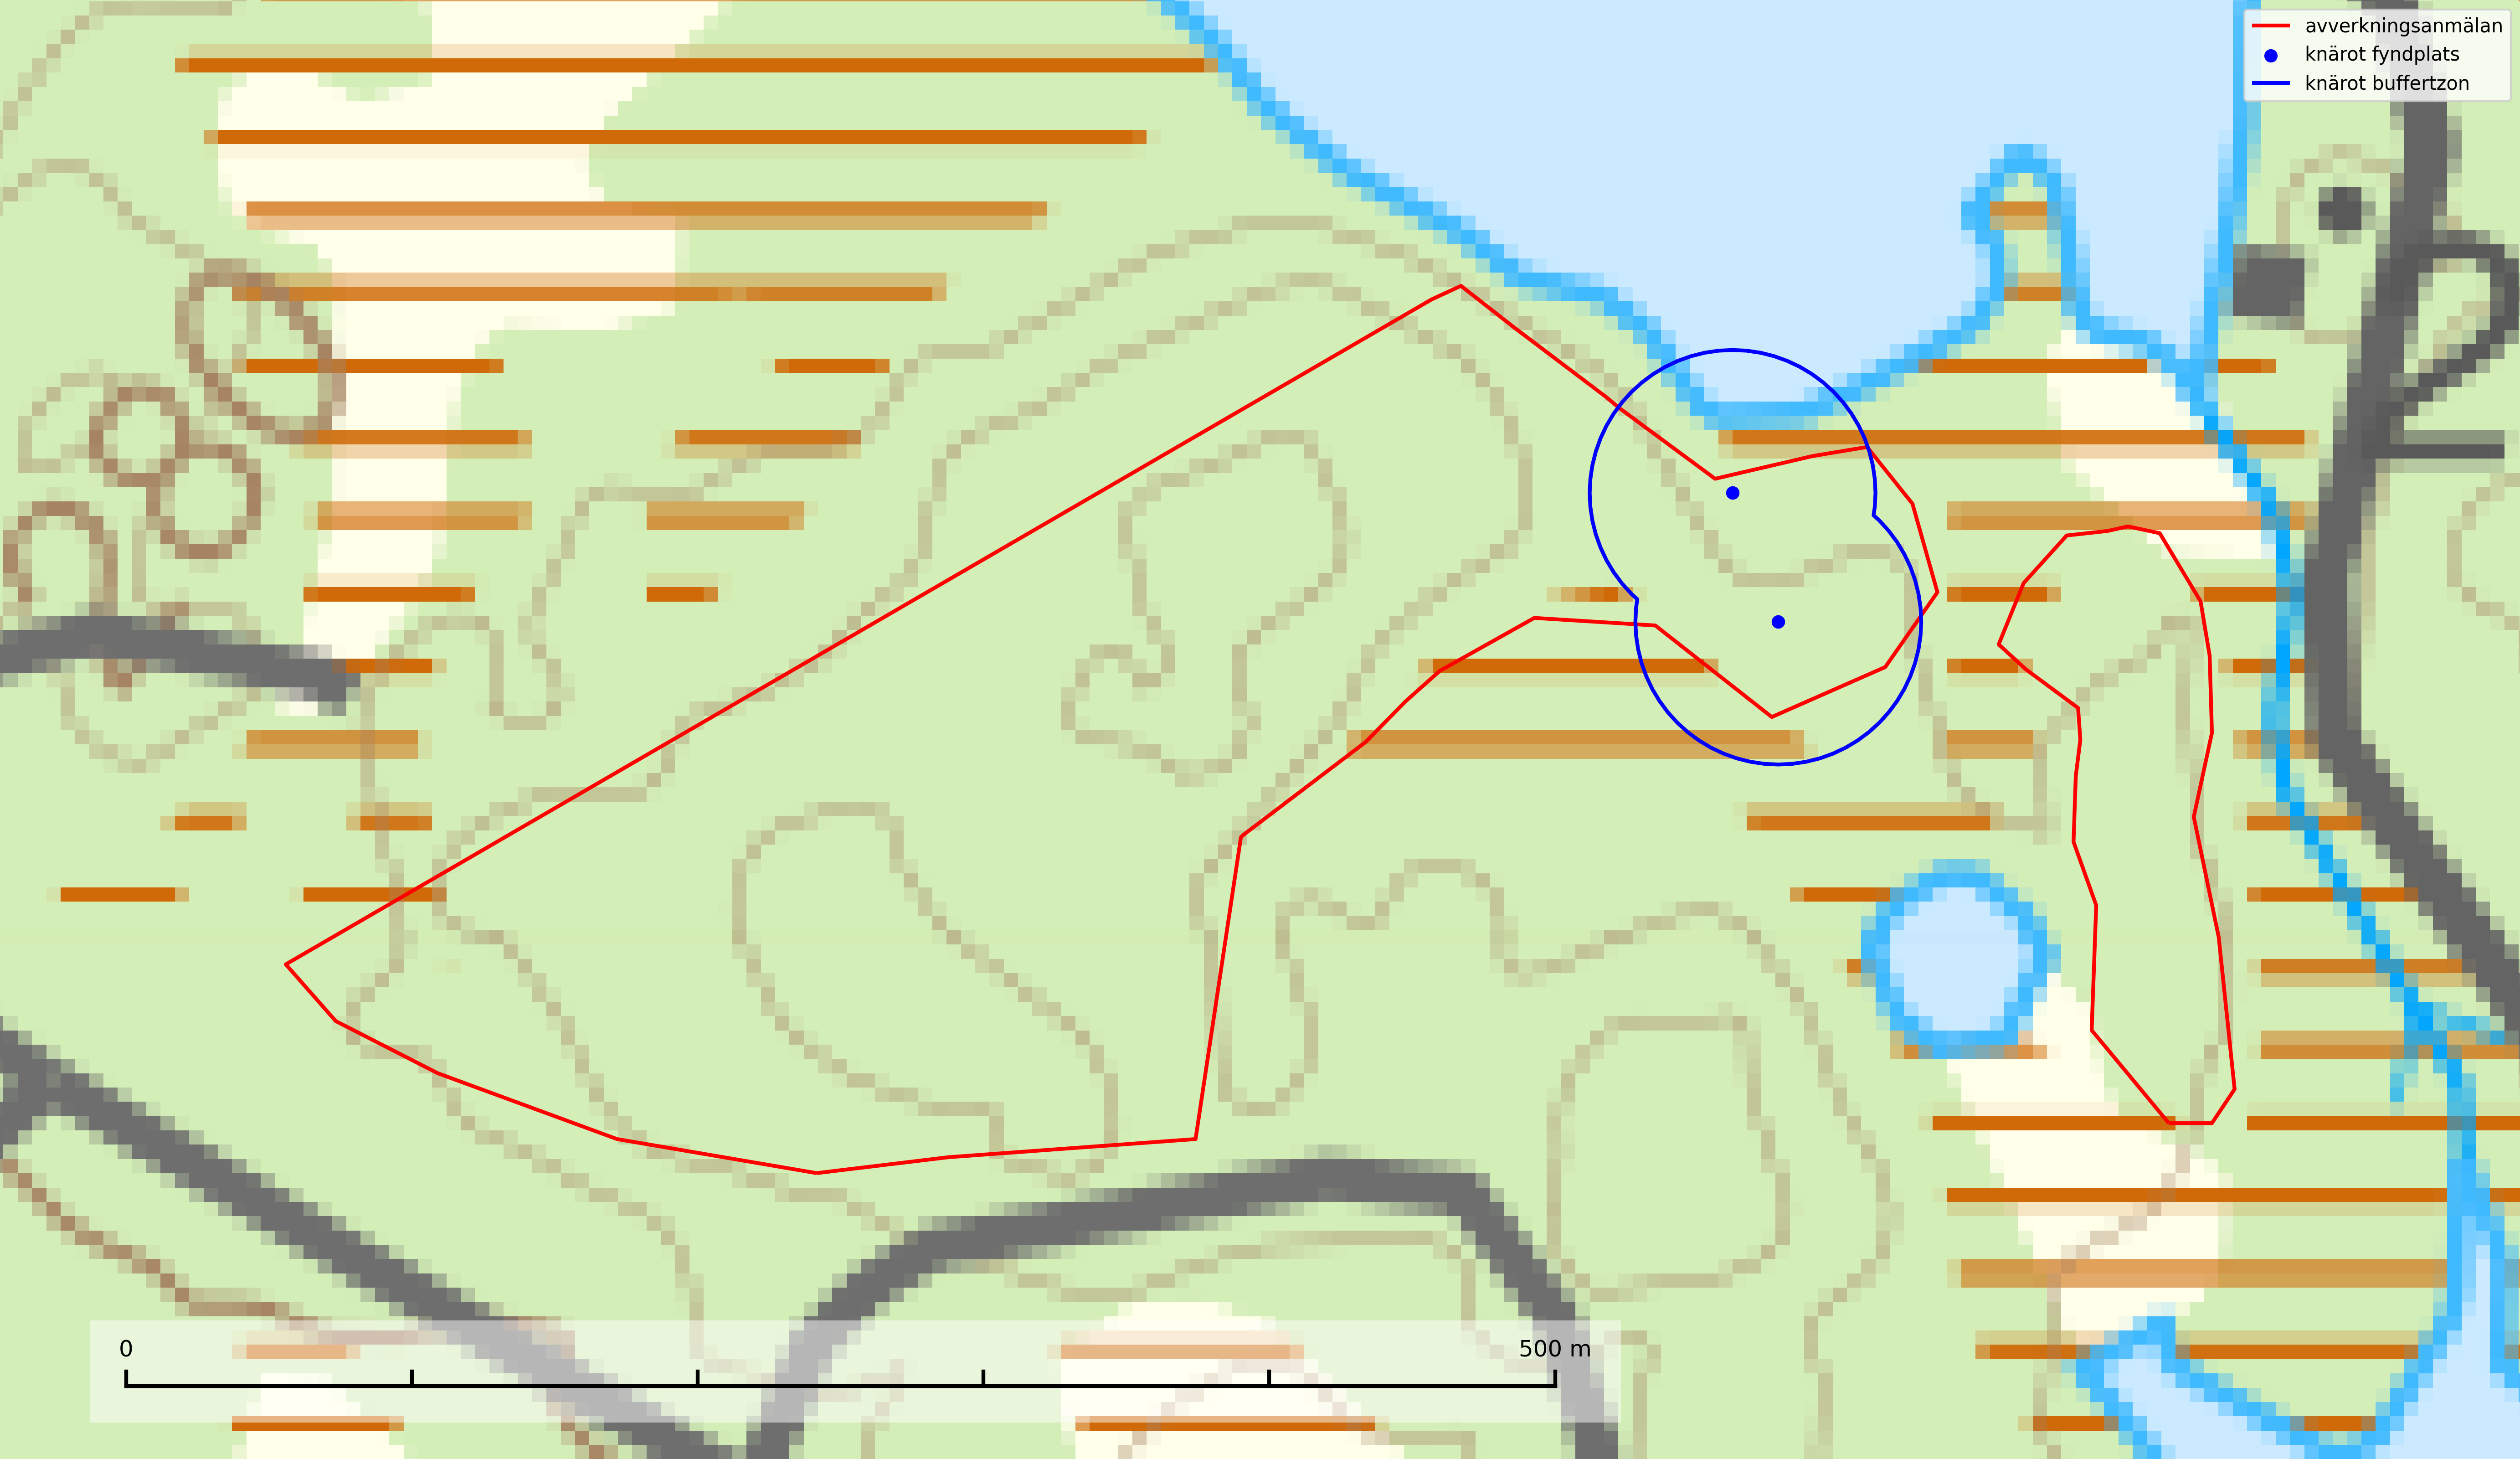 avverkningsanmälan
knärot fyndplats
knärot buffertzon
0 500 m